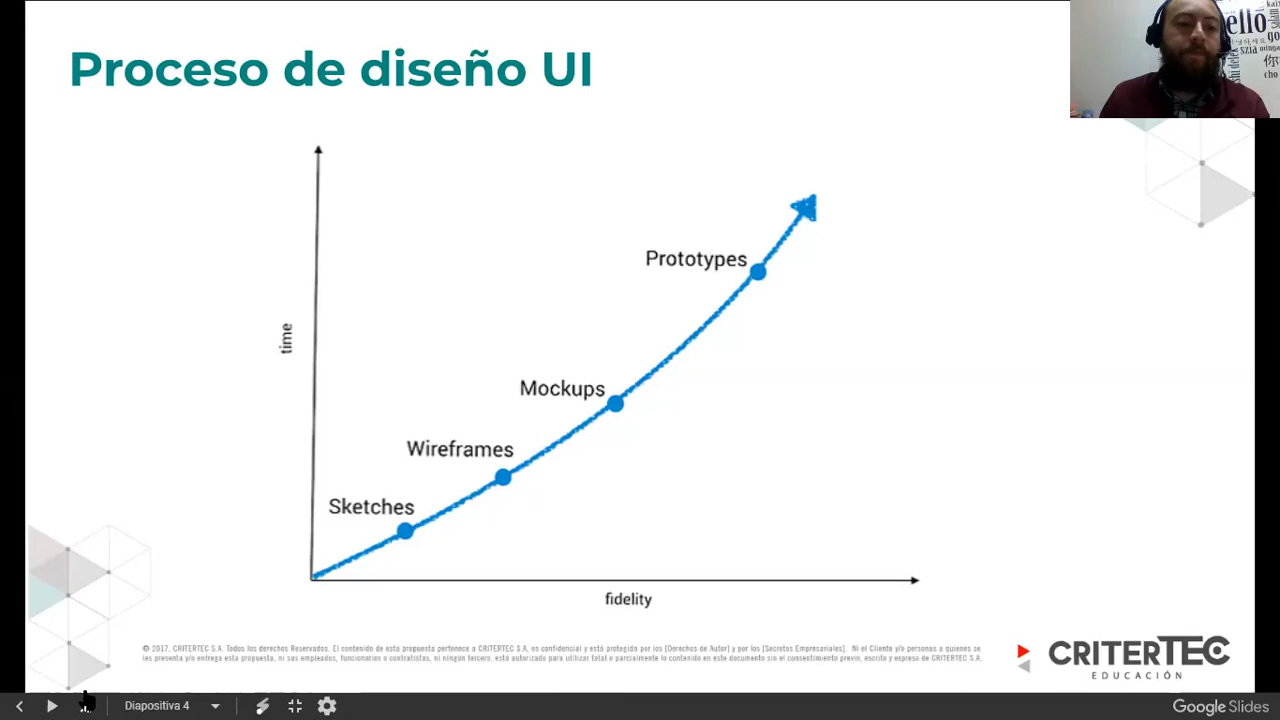 Proceso de diseño UI
ello
你
cho
time
Prototypes
Mockups
Wireframes
Sketches
fidelity
© 2017, CRITERTEC S.A. Todos los derechos Reservados. El contenido de esta propuesta pertenece a CRITERTEC S.A, es confidencial y está protegido por los [Derechos de Autor] y por los [Secretos Empresariales]. Ni el Cliente y/o personas a quienes se
les presenta y/o entrega esta propuesta, ni sus empleados, funcionarios o contratistas, ni ningún tercero, está autorizado para utilizar total o parcialmente lo contenido en este documento sin el consentimiento previo, escrito y expreso de CRITERTEC S.A.
CRITERTEC
EDUCACIÓN
Diapositiva 4
Google Slides